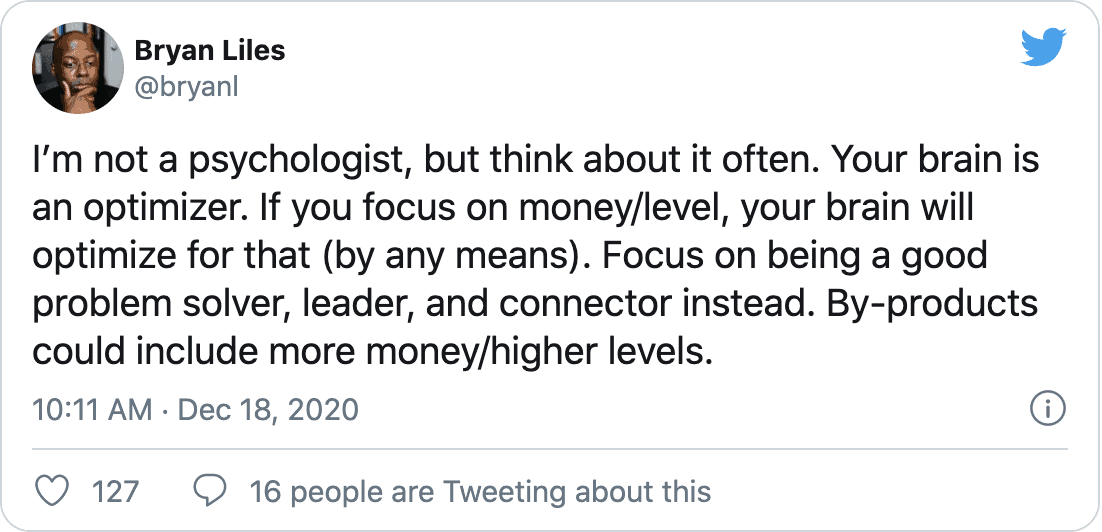 Bryan Liles
@bryanl
I’m not a psychologist, but think about it often. Your brain is
an optimizer. If you focus on money/level, your brain will
optimize for that (by any means). Focus on being a good
problem solver, leader, and connector instead. By-products
could include more money/higher levels.
10:11 AM · Dec 18, 2020
127 16 people are Tweeting about this